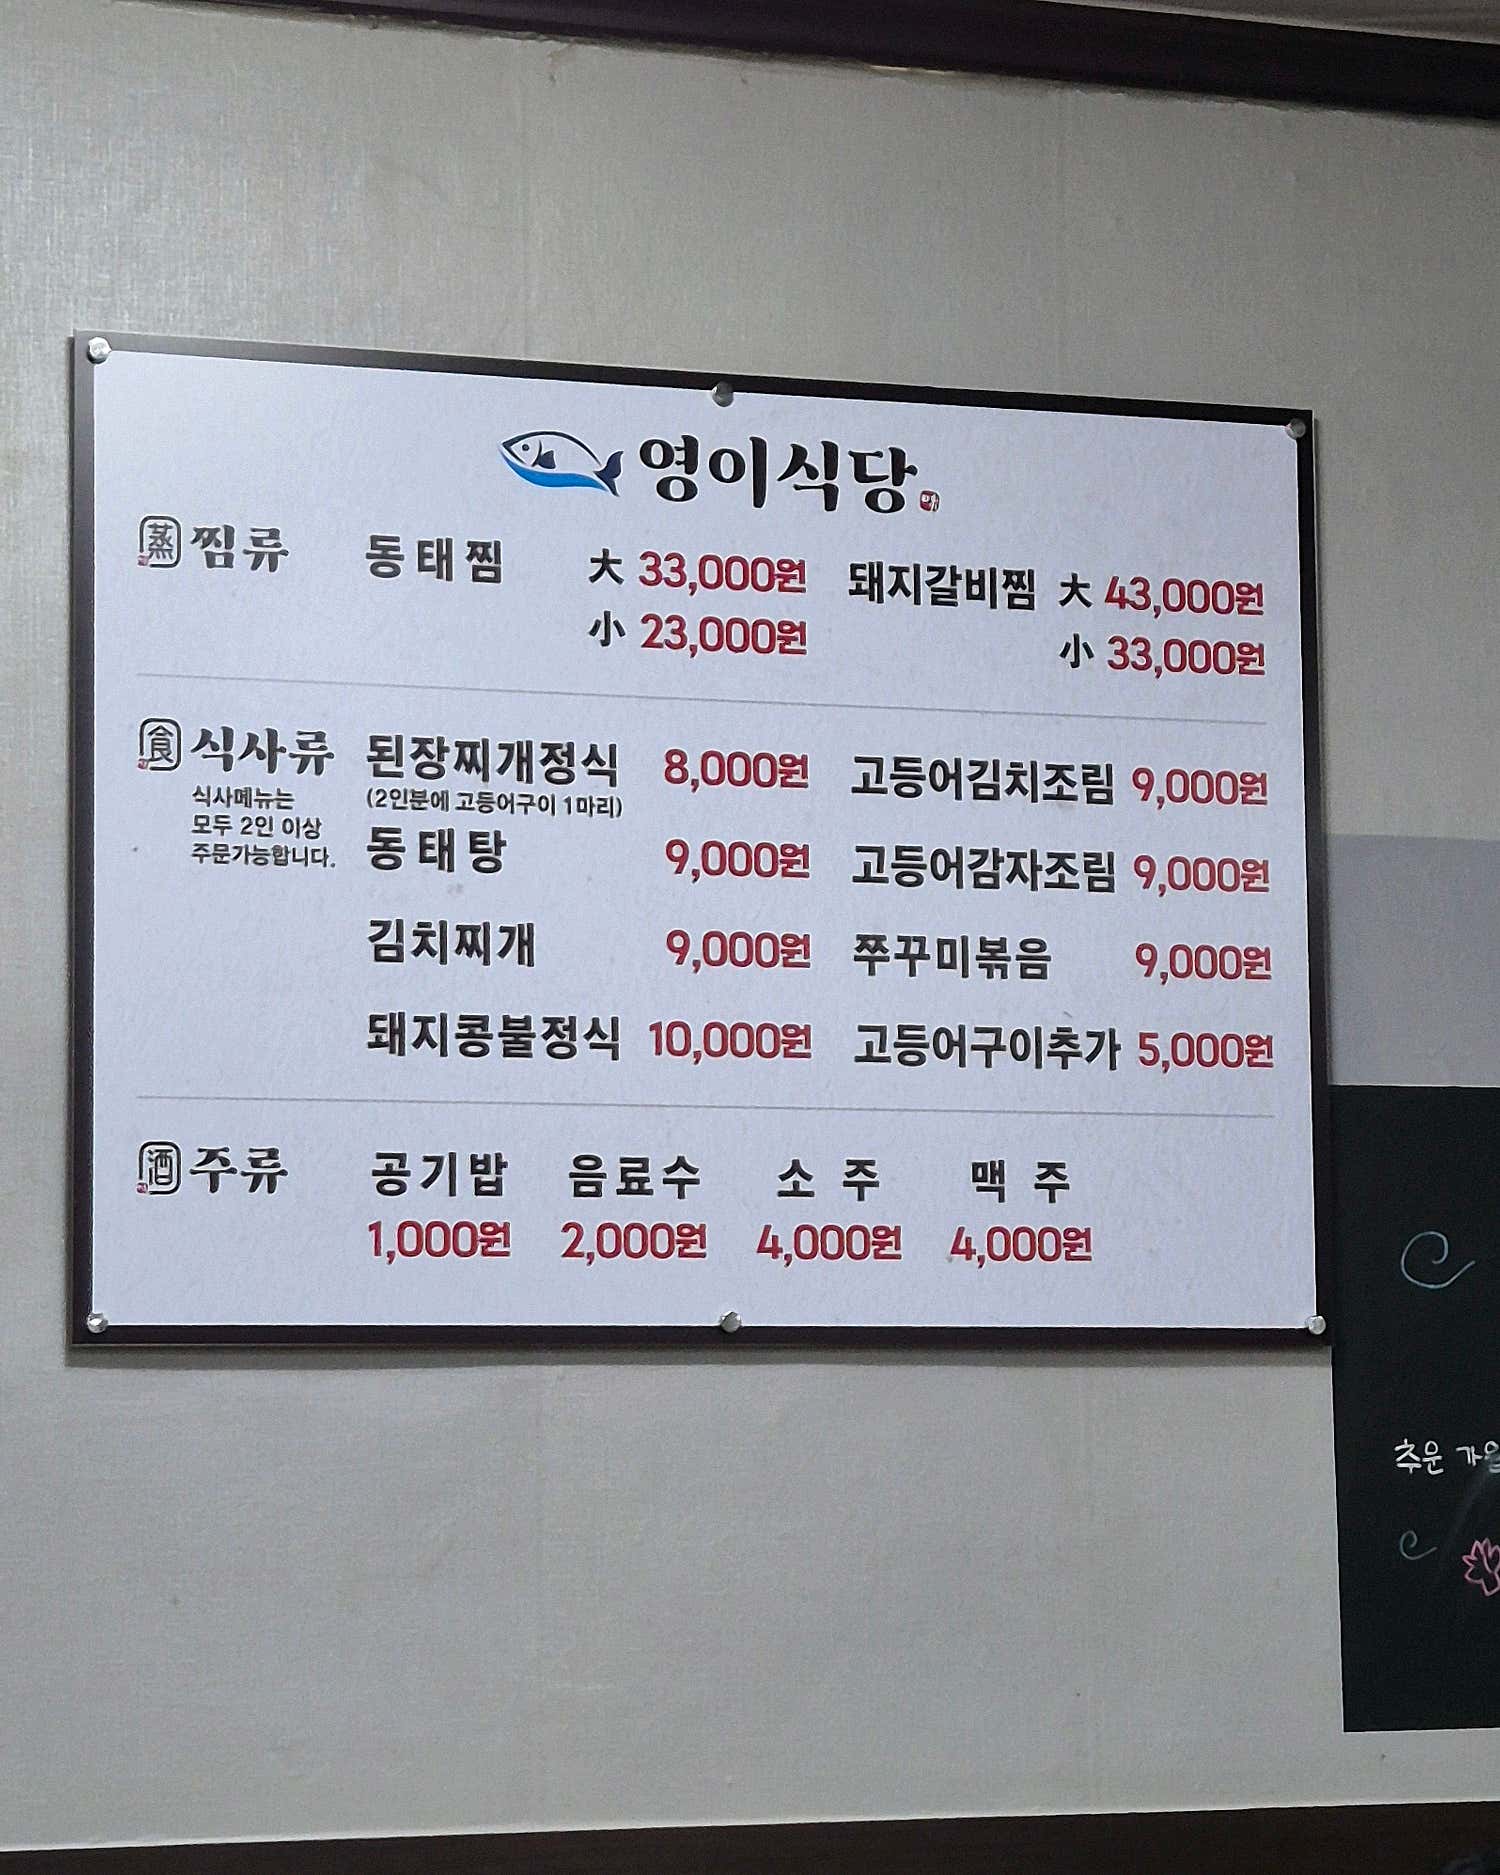 영이식당
蒸 찜류
동태찜 大 33,000원
小 23,000원
돼지갈비찜 大 43,000원
小 33,000원
食 식사류
식사메뉴는
모두 2인 이상
주문가능합니다.
된장찌개정식 8,000원
(2인분에 고등어구이 1마리)
동태탕 9,000원
김치찌개 9,000원
돼지콩불정식 10,000원
고등어김치조림 9,000원
고등어감자조림 9,000원
쭈꾸미볶음 9,000원
고등어구이추가 5,000원
酒 주류
공기밥 음료수 소주 맥주
1,000원 2,000원 4,000원 4,000원
추운